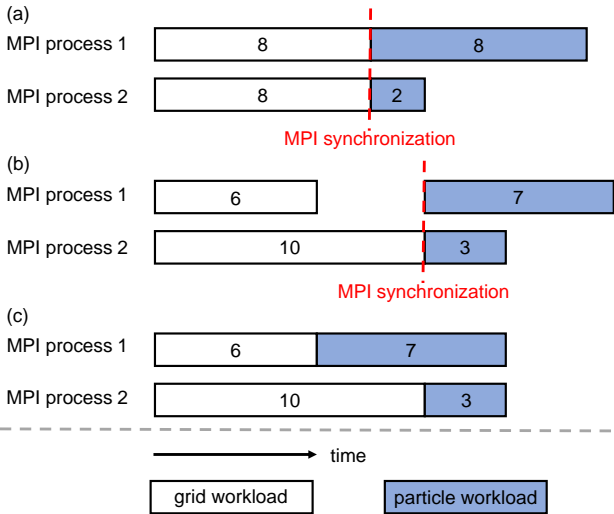 (a)
MPI process 1 8 8
MPI process 2 8 2
MPI synchronization
(b)
MPI process 1 6 7
MPI process 2 10 3
MPI synchronization
(c)
MPI process 1 6 7
MPI process 2 10 3
time
grid workload particle workload